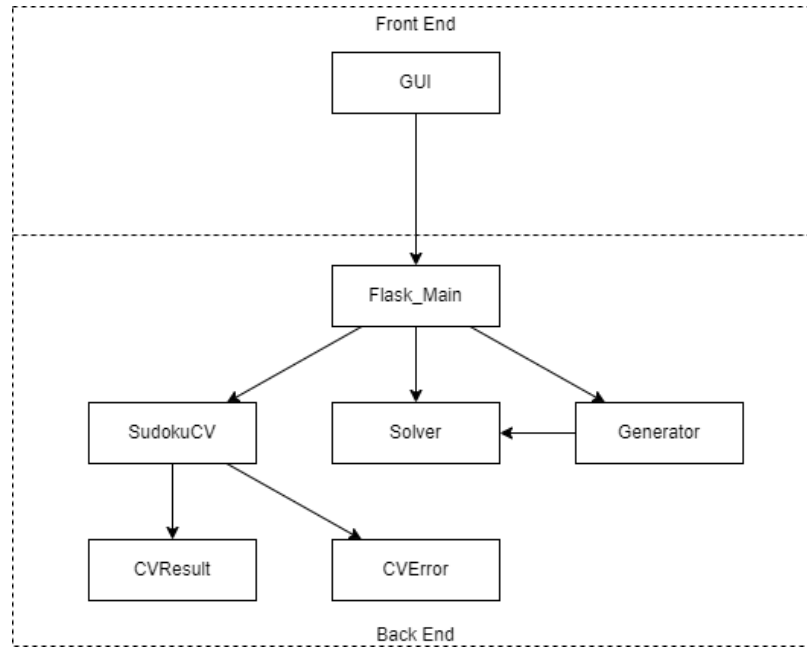 Front End
GUI
Flask_Main
SudokuCV
Solver
Generator
CVResult
CVError
Back End